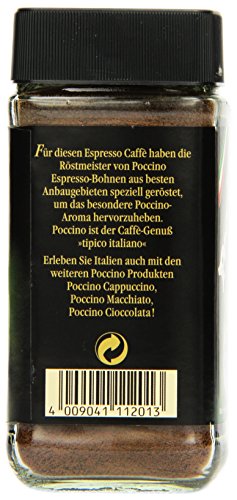 Für diesen Espresso Caffè haben die
Röstmeister von Poccino
Espresso-Bohnen aus besten
Anbaugebieten speziell geröstet,
um das besondere Poccino-
Aroma hervorzuheben.
Poccino ist der Caffè-Genuß
»tipico italiano«
Erleben Sie Italien auch mit den
weiteren Poccino Produkten
Poccino Cappuccino,
Poccino Macchiato,
Poccino Cioccolata!
4 009041 112013